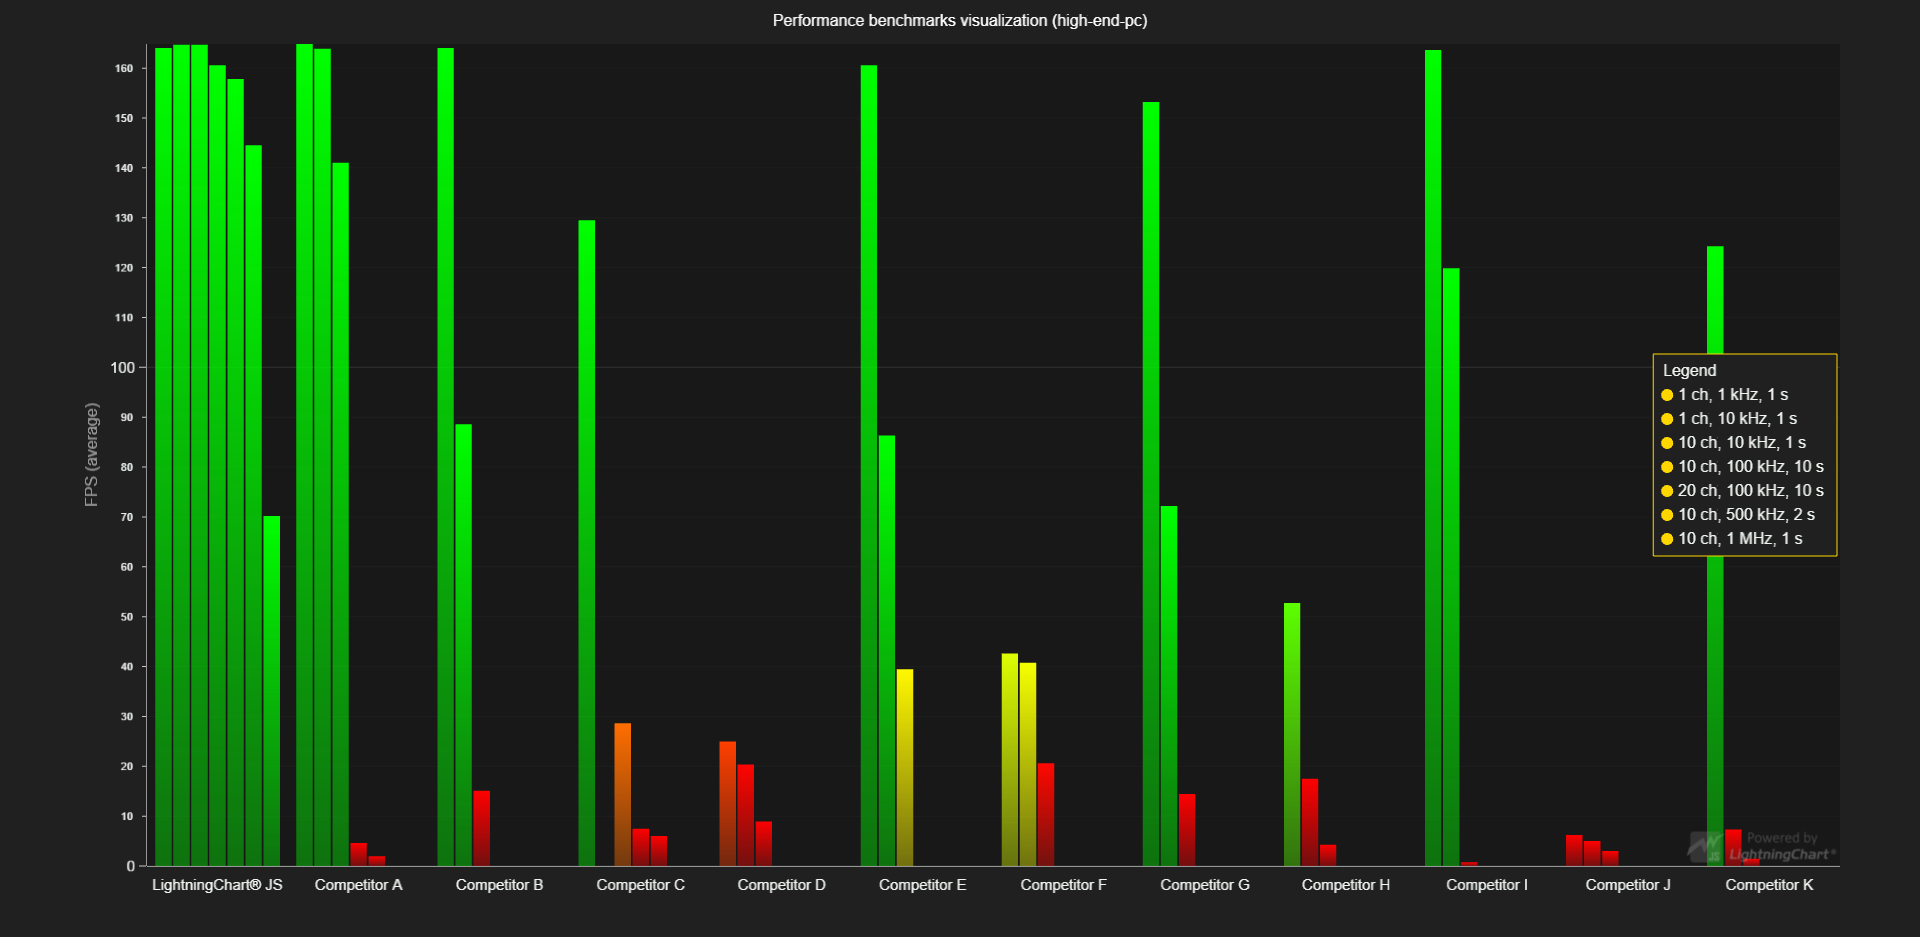 Performance benchmarks visualization (high-end-pc)
160
150
140
130
120
110
100
90
80
70
60
50
40
30
20
10
0
FPS (average)
Legend
1 ch, 1 kHz, 1 s
1 ch, 10 kHz, 1 s
10 ch, 10 kHz, 1 s
10 ch, 100 kHz, 10 s
20 ch, 100 kHz, 10 s
10 ch, 500 kHz, 2 s
10 ch, 1 MHz, 1 s
JS
Powered by
LightningChart®
LightningChart® JS
Competitor A
Competitor B
Competitor C
Competitor D
Competitor E
Competitor F
Competitor G
Competitor H
Competitor I
Competitor J
Competitor K